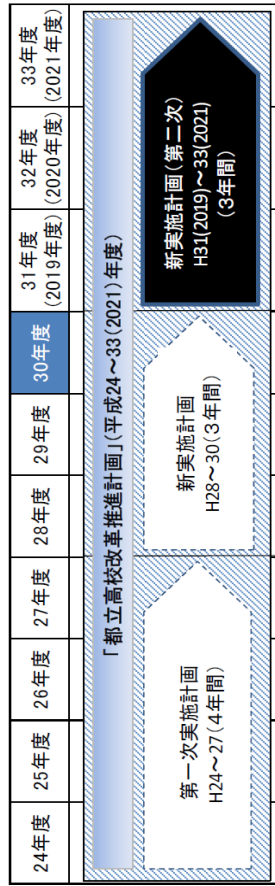 24年度
25年度
26年度
27年度
28年度
29年度
30年度
31年度
(2019年度)
32年度
(2020年度)
33年度
(2021年度)
「都立高校改革推進計画」(平成24～33(2021)年度)
第一次実施計画
H24～27(4年間)
新実施計画
H28～30(3年間)
新実施計画(第二次)
H31(2019)～33(2021)
(3年間)